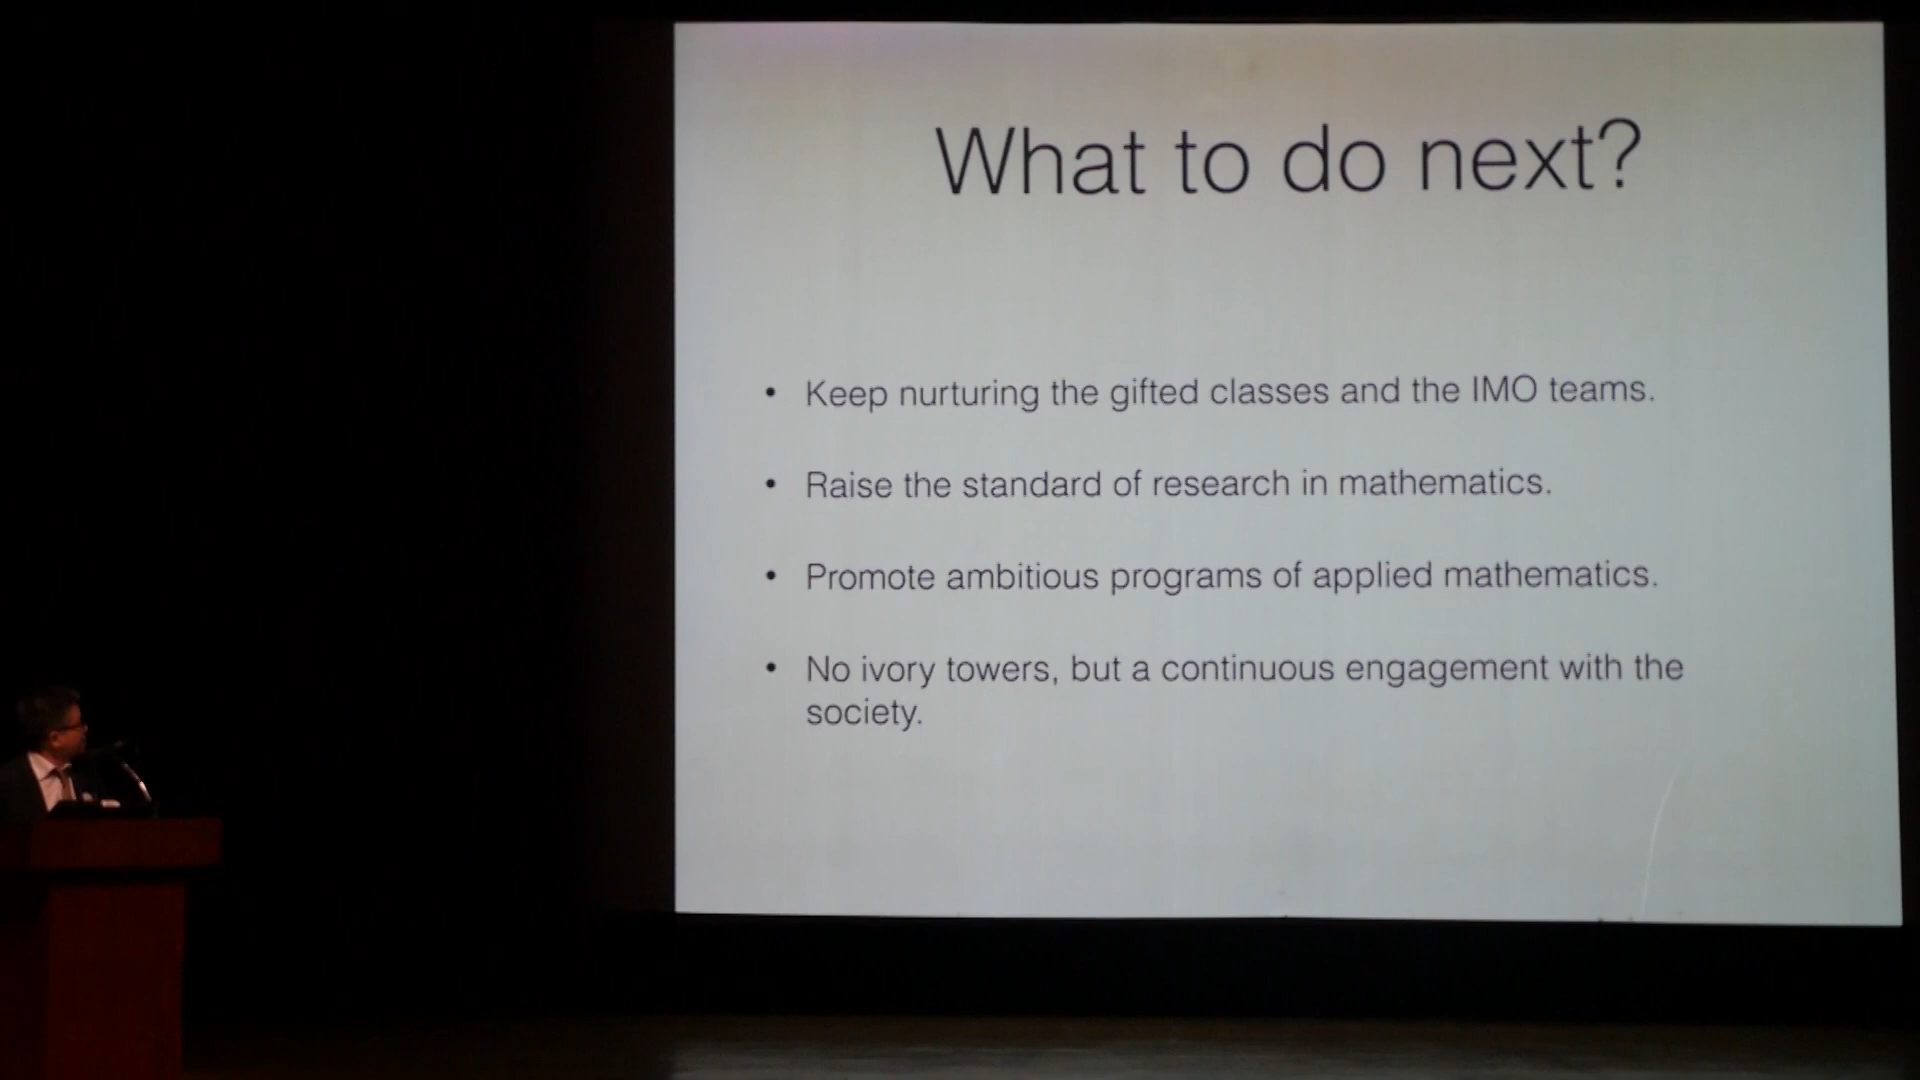 What to do next?
• Keep nurturing the gifted classes and the IMO teams.
• Raise the standard of research in mathematics.
• Promote ambitious programs of applied mathematics.
• No ivory towers, but a continuous engagement with the
society.